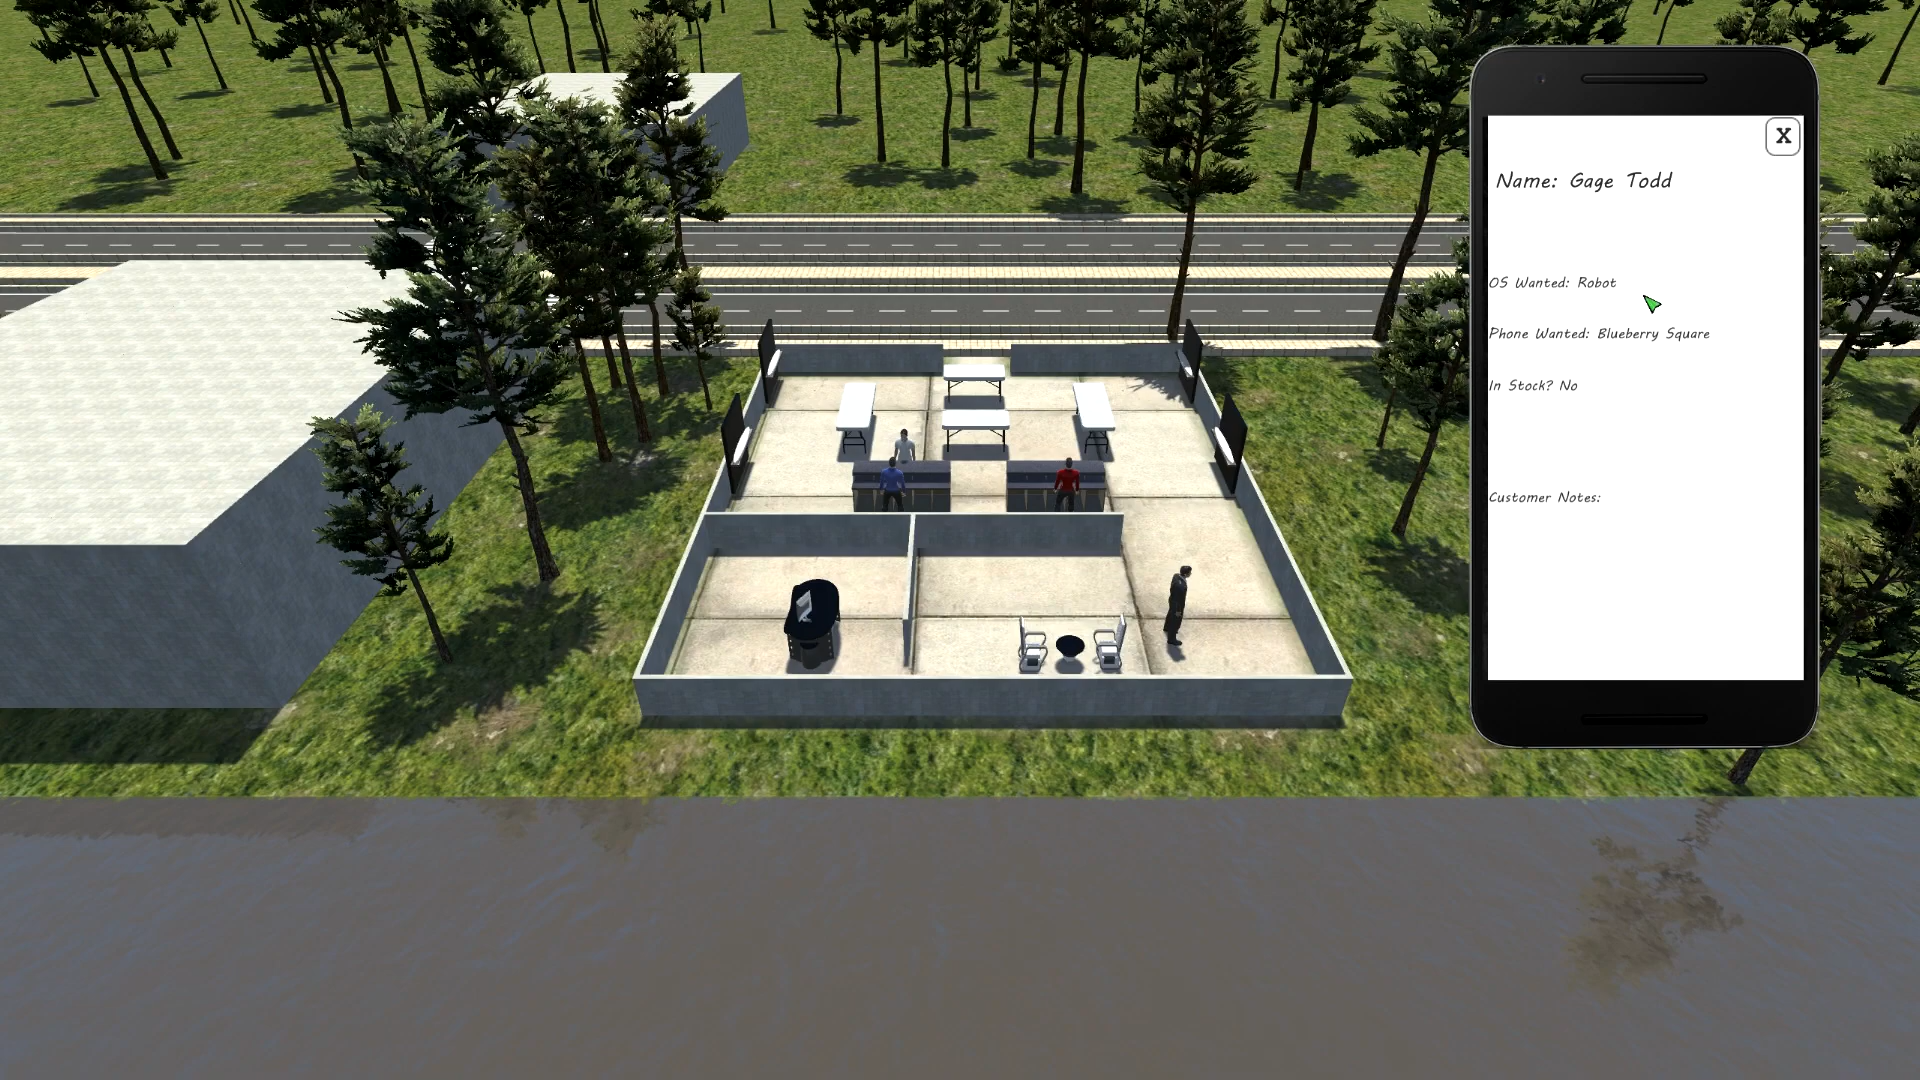 X
Name: Gage Todd
OS Wanted: Robot
Phone Wanted: Blueberry Square
In Stock? No
Customer Notes: